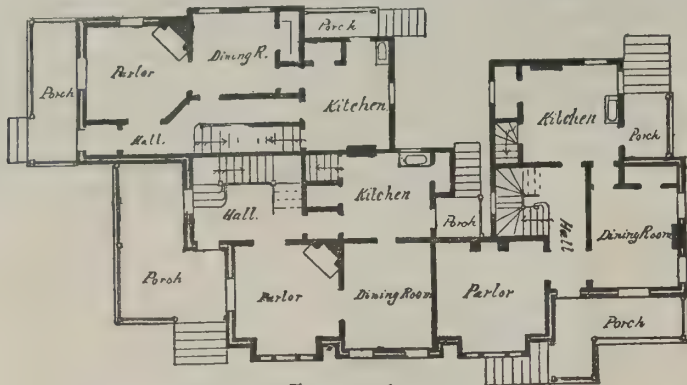 Porch
Dining R.
Parlor
Porch
Kitchen
Hall.
Kitchen
Porch
Kitchen
Hall.
Porch
Hall
Dining Room
Porch
Parlor
Dining Room
Parlor
Porch